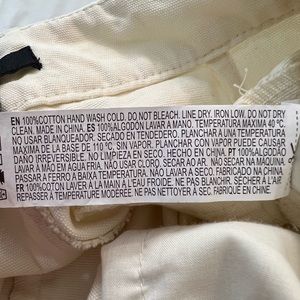 EN 100%COTTON HAND WASH COLD. DO NOT BLEACH. LINE DRY. IRON LOW. DO NOT DRY
CLEAN. MADE IN CHINA. ES 100%ALGODÓN LAVAR A MANO. TEMPERATURA MAXIMA 40 ºC.
NO USAR BLANQUEADOR. SECADO EN TENDEDERO. PLANCHAR A UNA TEMPERATURA
MAXIMA DE LA BASE DE 110 ºC, SIN VAPOR. PLANCHAR CON VAPOR PUEDE CAUSAR
DAÑO IRREVERSIBLE. NO LIMPIEZA EN SECO. HECHO EN CHINA. PT 100%ALGODAO
LAVAR A MÃO EM ÁGUA FRIA. NÃO USAR CLORO. SECAR AO AR. NÃO SECAR NA MÁQUINA
PASSAR A FERRO A BAIXA TEMPERATURA. NÃO LAVAR A SECO. FABRICADO NA CHINA
FR 100%COTON LAVER A LA MAIN A L'EAU FROIDE. NE PAS BLANCHIR. SÉCHER À L'AIR
REPASSER À TEMPERATURE MODÉRÉE. NE PAS NETTOYER À SEC. FABRIQUÉ EN CHINE